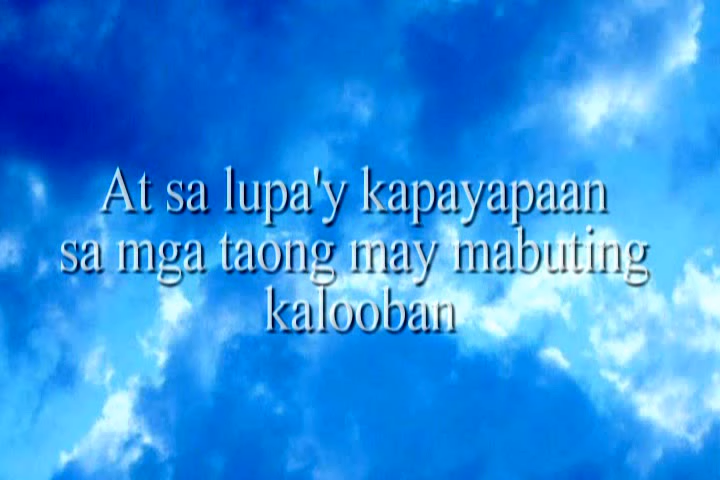 At sa lupa'y kapayapaan
sa mga taong may mabuting
kalooban